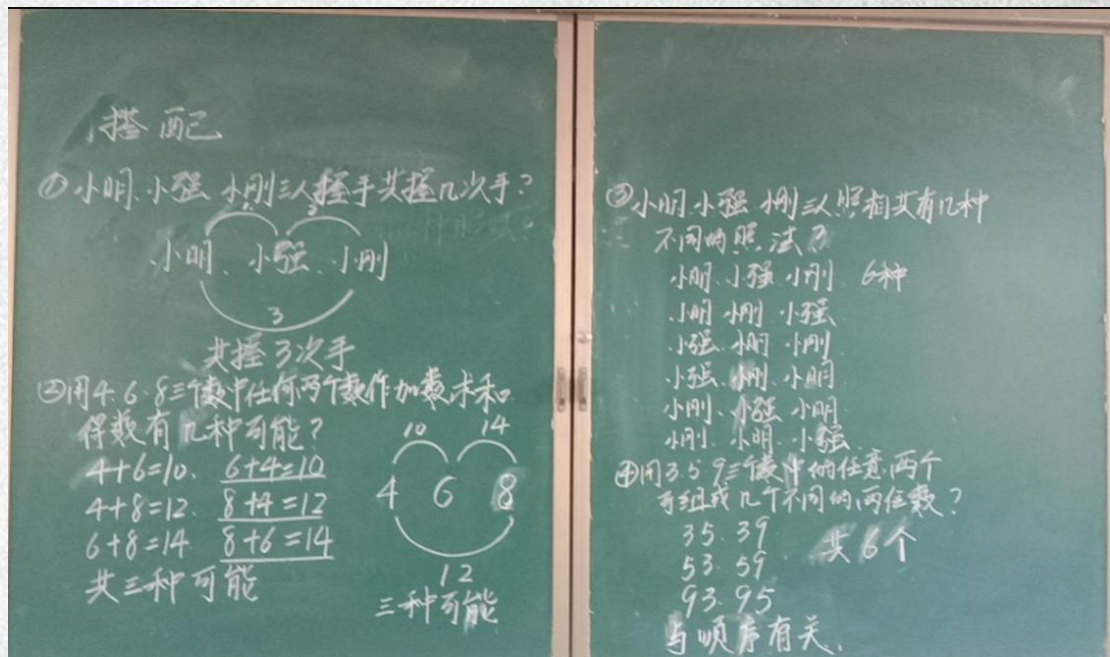 搭配
①小明、小强、小刚三人握手共握几次手?
1 2
小明、小强、小刚
3
共握3次手
②用4.6.8三个数中任何两个数作加数求和
得数有几种可能?
4+6=10. 6+4=10
4+8=12. 8+4=12
6+8=14 8+6=14
共三种可能
10 14
4 6 8
12
三种可能
③小明、小强、小刚三人照相共有几种
不同的照法?
小明、小强、小刚 6种
小明、小刚、小强
小强、小明、小刚
小强、小刚、小明
小刚、小强、小明
小刚、小明、小强
④用3.5.9三个数中的任意两个
可组成几个不同的两位数?
35.39
53.59 共6个
93.95
与顺序有关.